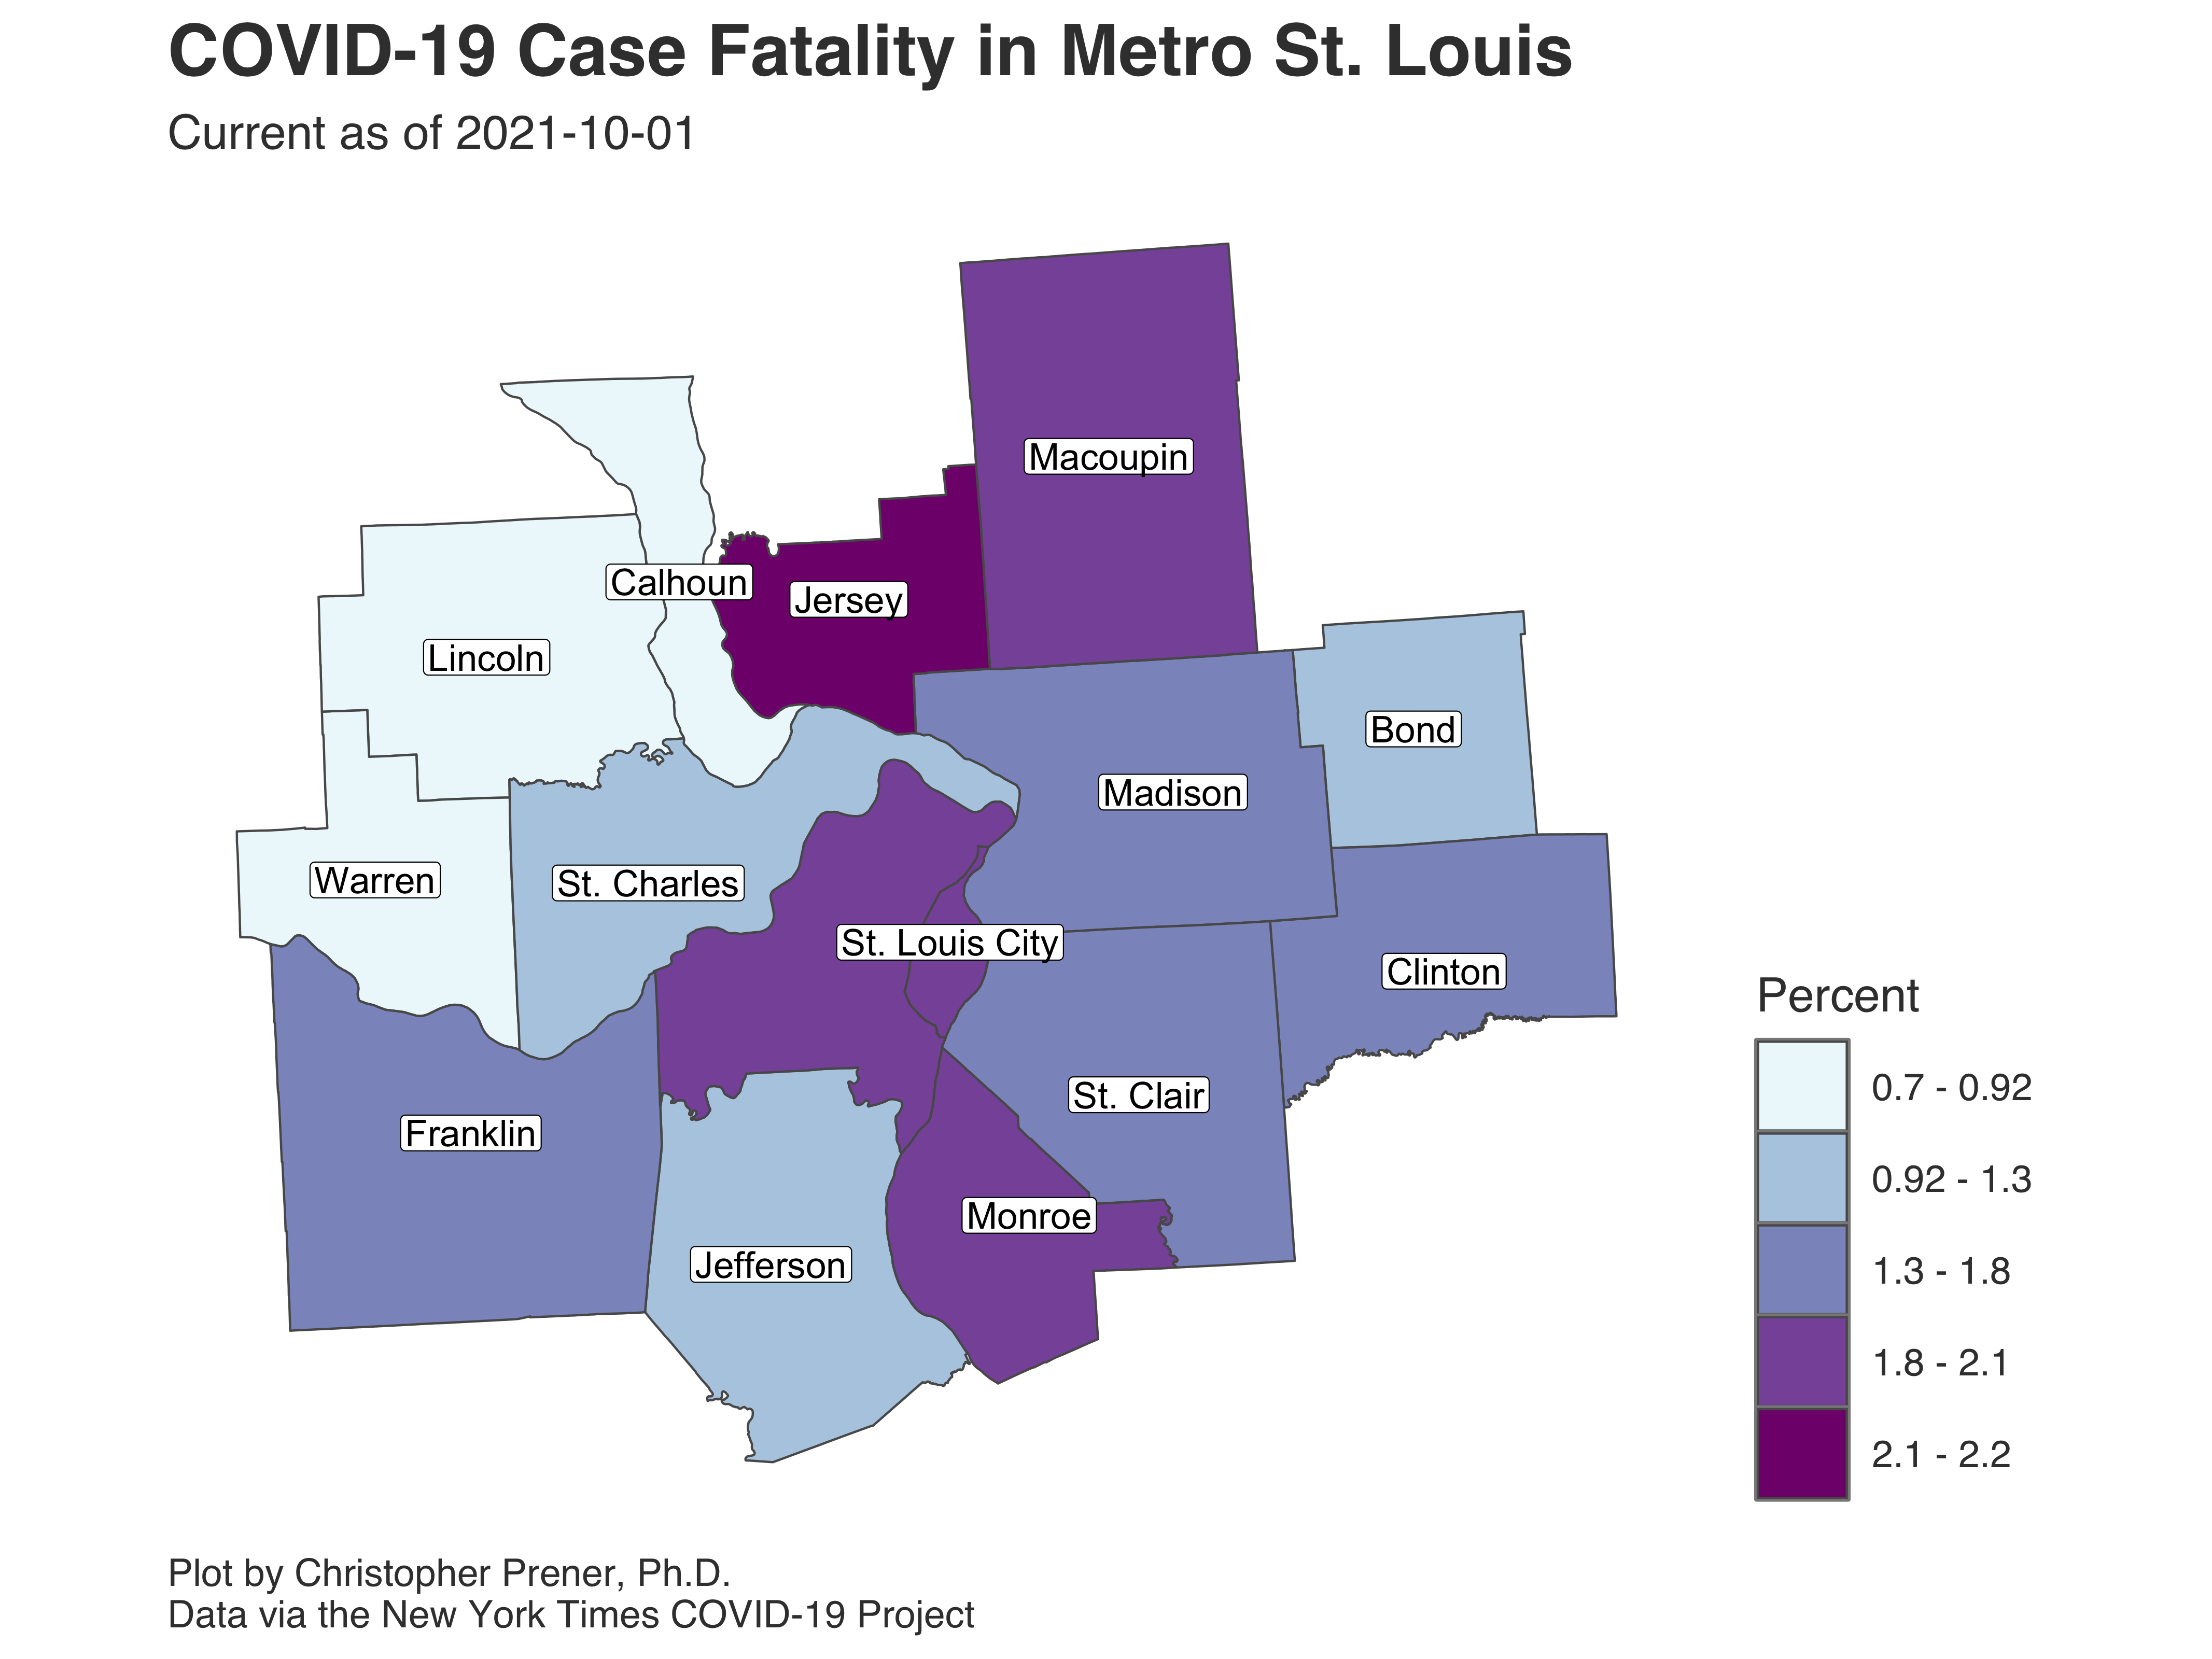 COVID-19 Case Fatality in Metro St. Louis
Current as of 2021-10-01
Macoupin
Calhoun
Jersey
Lincoln
Bond
Madison
Warren
St. Charles
St. Louis City
Clinton
St. Clair
Franklin
Monroe
Jefferson
Percent
0.7 - 0.92
0.92 - 1.3
1.3 - 1.8
1.8 - 2.1
2.1 - 2.2
Plot by Christopher Prener, Ph.D.
Data via the New York Times COVID-19 Project